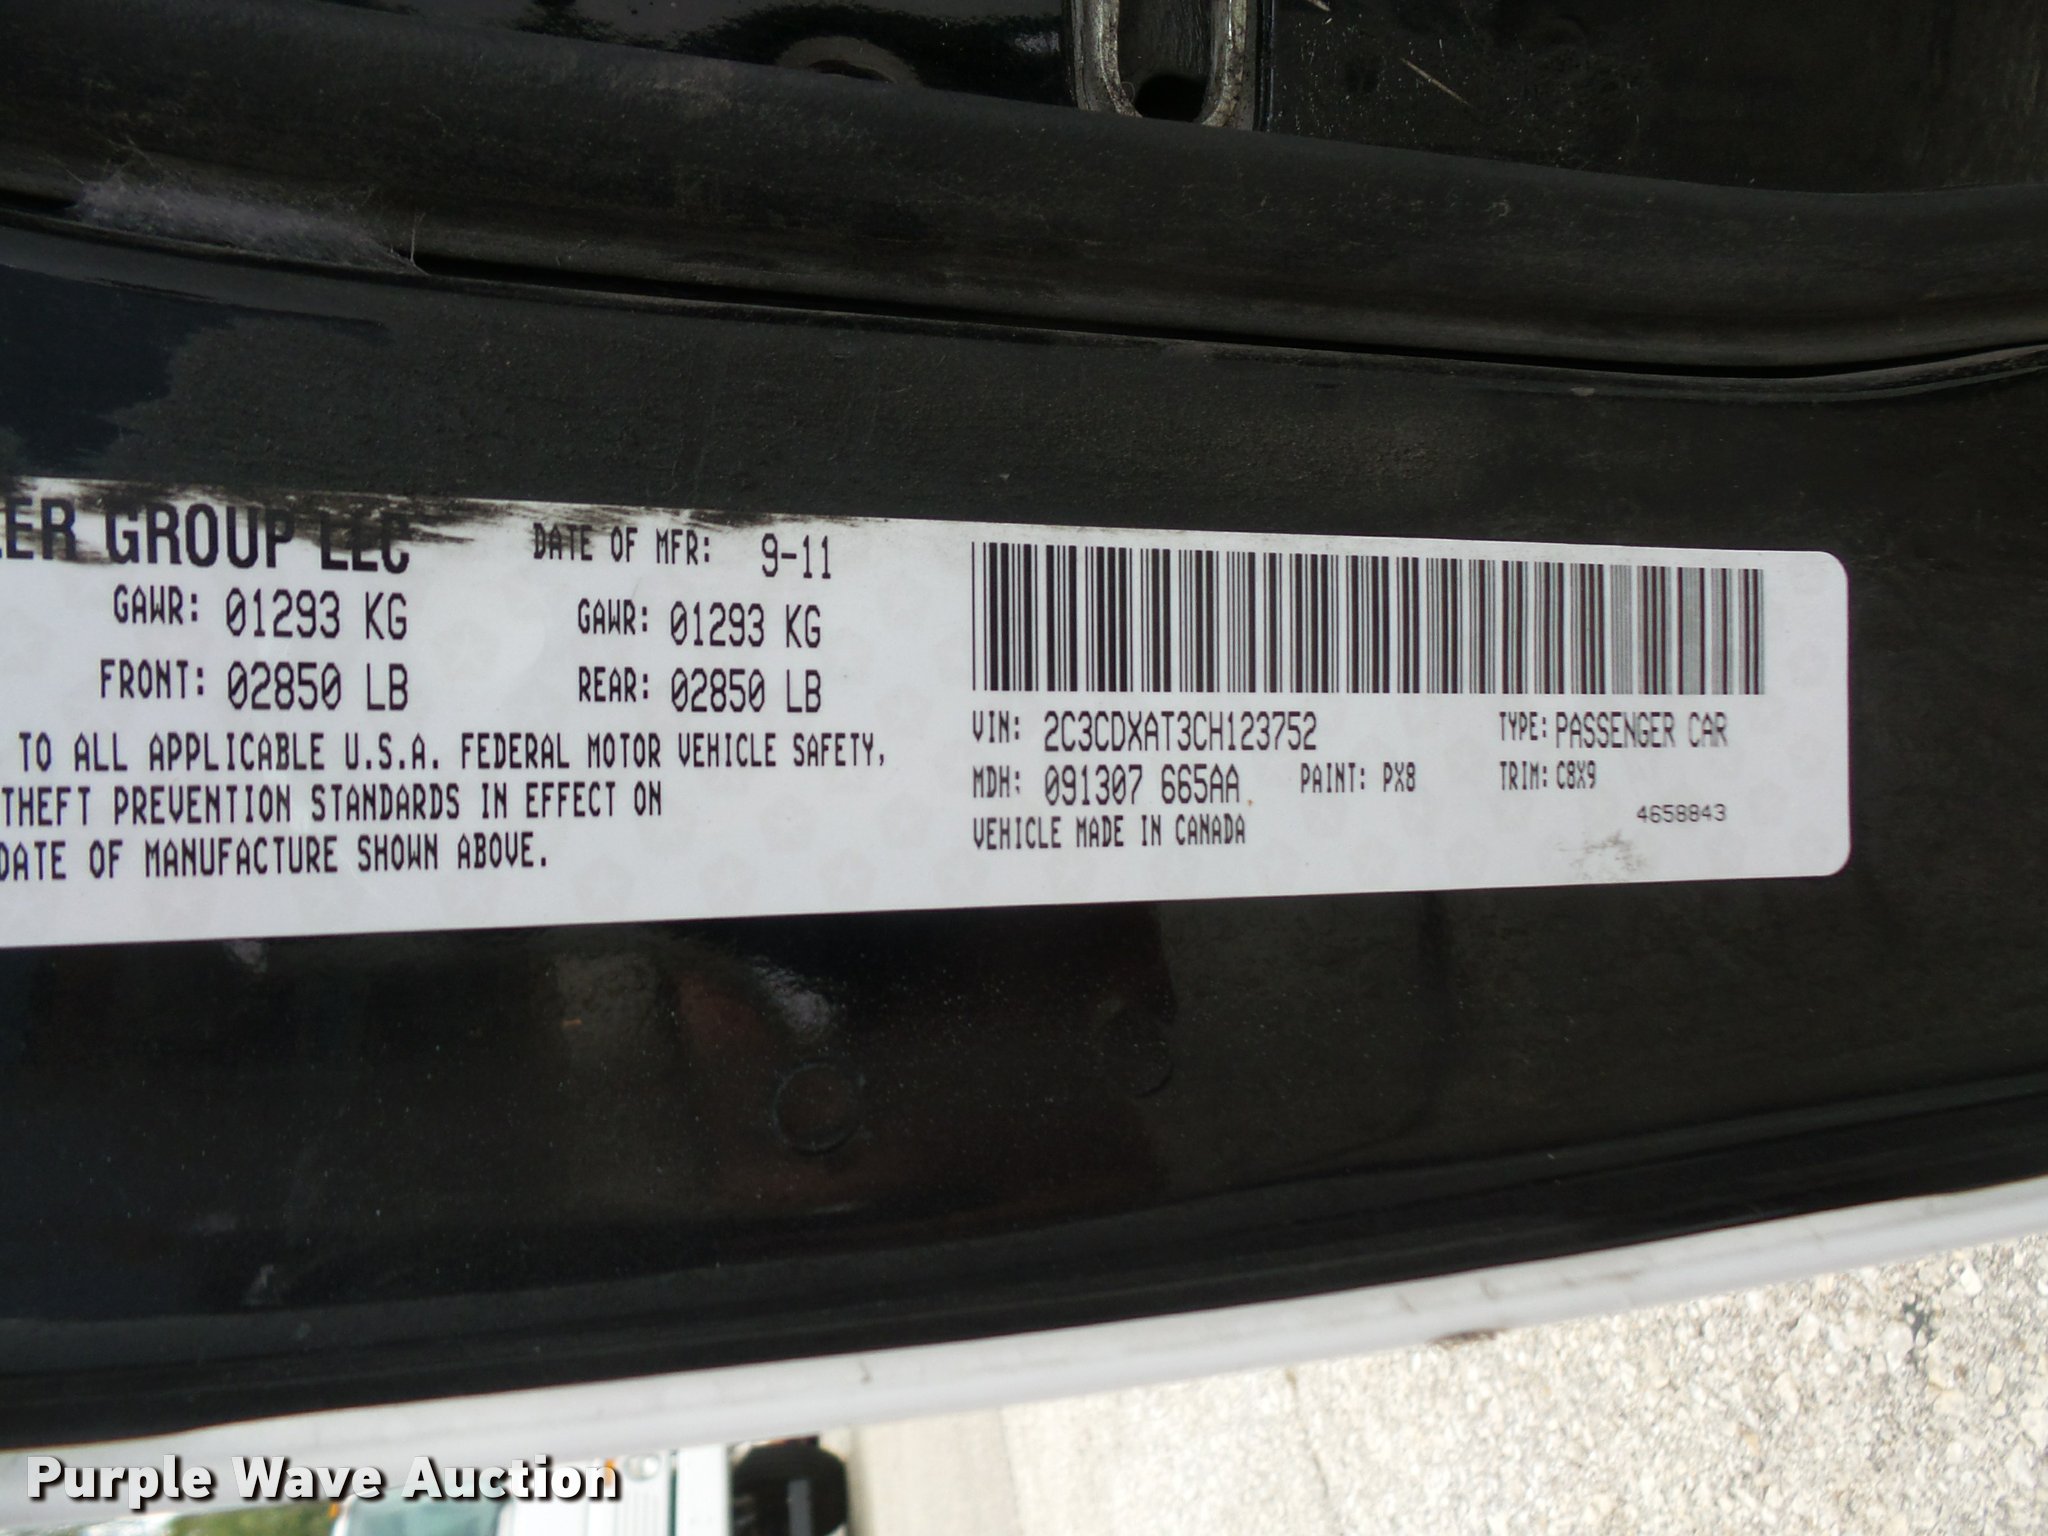 ER GROUP LLC DATE OF MFR: 9-11
GAWR: 01293 KG GAWR: 01293 KG
FRONT: 02850 LB REAR: 02850 LB
TO ALL APPLICABLE U.S.A. FEDERAL MOTOR VEHICLE SAFETY,
THEFT PREVENTION STANDARDS IN EFFECT ON
DATE OF MANUFACTURE SHOWN ABOVE.
VIN: 2C3CDXAT3CH123752 TYPE: PASSENGER CAR
MDH: 091307 665AA PAINT: PX8 TRIM: C8X9
VEHICLE MADE IN CANADA 4658843
Purple Wave Auction